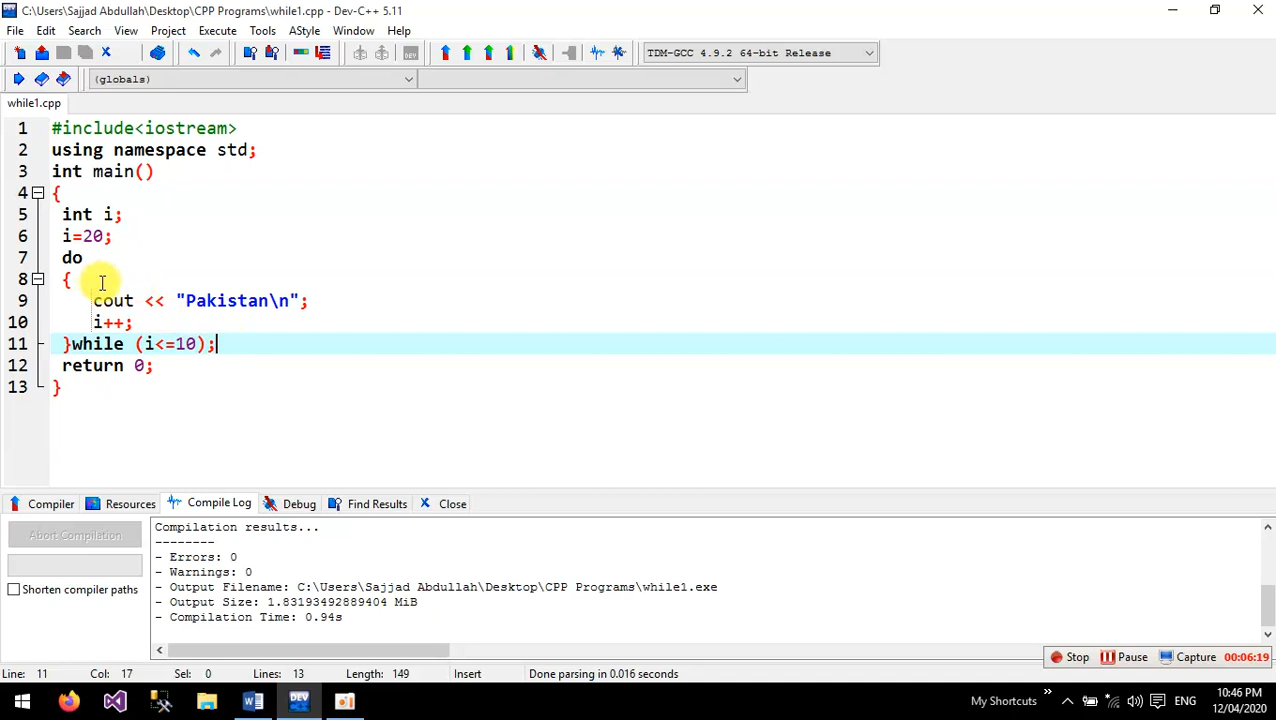 C:\Users\Sajjad Abdullah\Desktop\CPP Programs\while1.cpp - Dev-C++ 5.11
File Edit Search View Project Execute Tools AStyle Window Help
TDM-GCC 4.9.2 64-bit Release
(globals)
while1.cpp
1 #include<iostream>
2 using namespace std;
3 int main()
4 {
5 int i;
6 i=20;
7 do
8 {
9 cout << "Pakistan\n";
10 i++;
11 }while (i<=10);
12 return 0;
13 }
Compiler Resources Compile Log Debug Find Results Close
Abort Compilation
Shorten compiler paths
Compilation results...
--------
- Errors: 0
- Warnings: 0
- Output Filename: C:\Users\Sajjad Abdullah\Desktop\CPP Programs\while1.exe
- Output Size: 1.83193492889404 MiB
- Compilation Time: 0.94s
Stop Pause Capture 00:06:19
Line: 11 Col: 17 Sel: 0 Lines: 13 Length: 149 Insert Done parsing in 0.016 seconds
My Shortcuts ENG 10:46 PM
12/04/2020